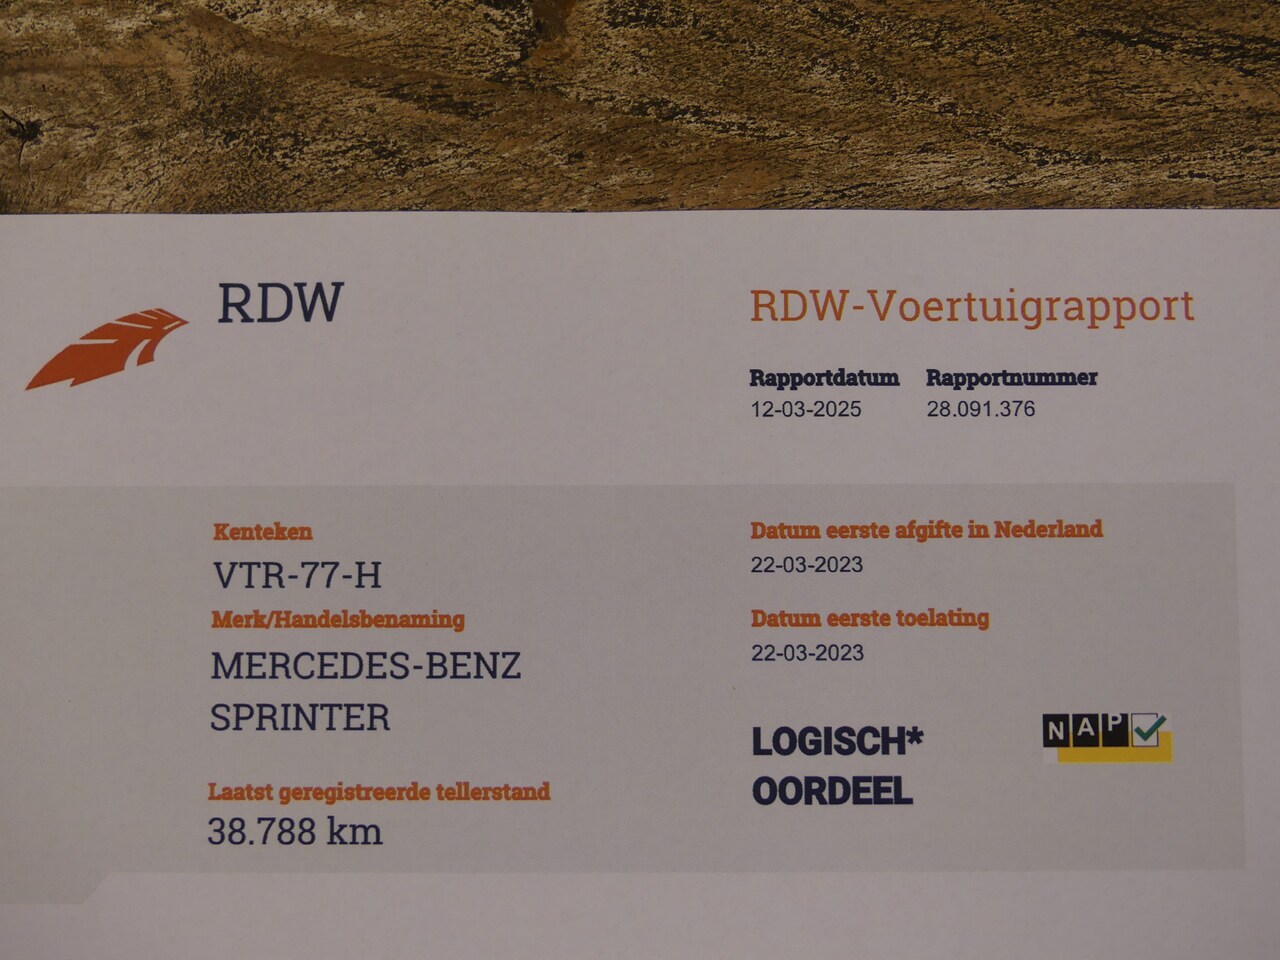 RDW
RDW-Voertuigrapport
Rapportdatum Rapportnummer
12-03-2025 28.091.376
Kenteken
VTR-77-H
Merk/Handelsbenaming
MERCEDES-BENZ
SPRINTER
Laatst geregistreerde tellerstand
38.788 km
Datum eerste afgifte in Nederland
22-03-2023
Datum eerste toelating
22-03-2023
LOGISCH*
OORDEEL
NAP